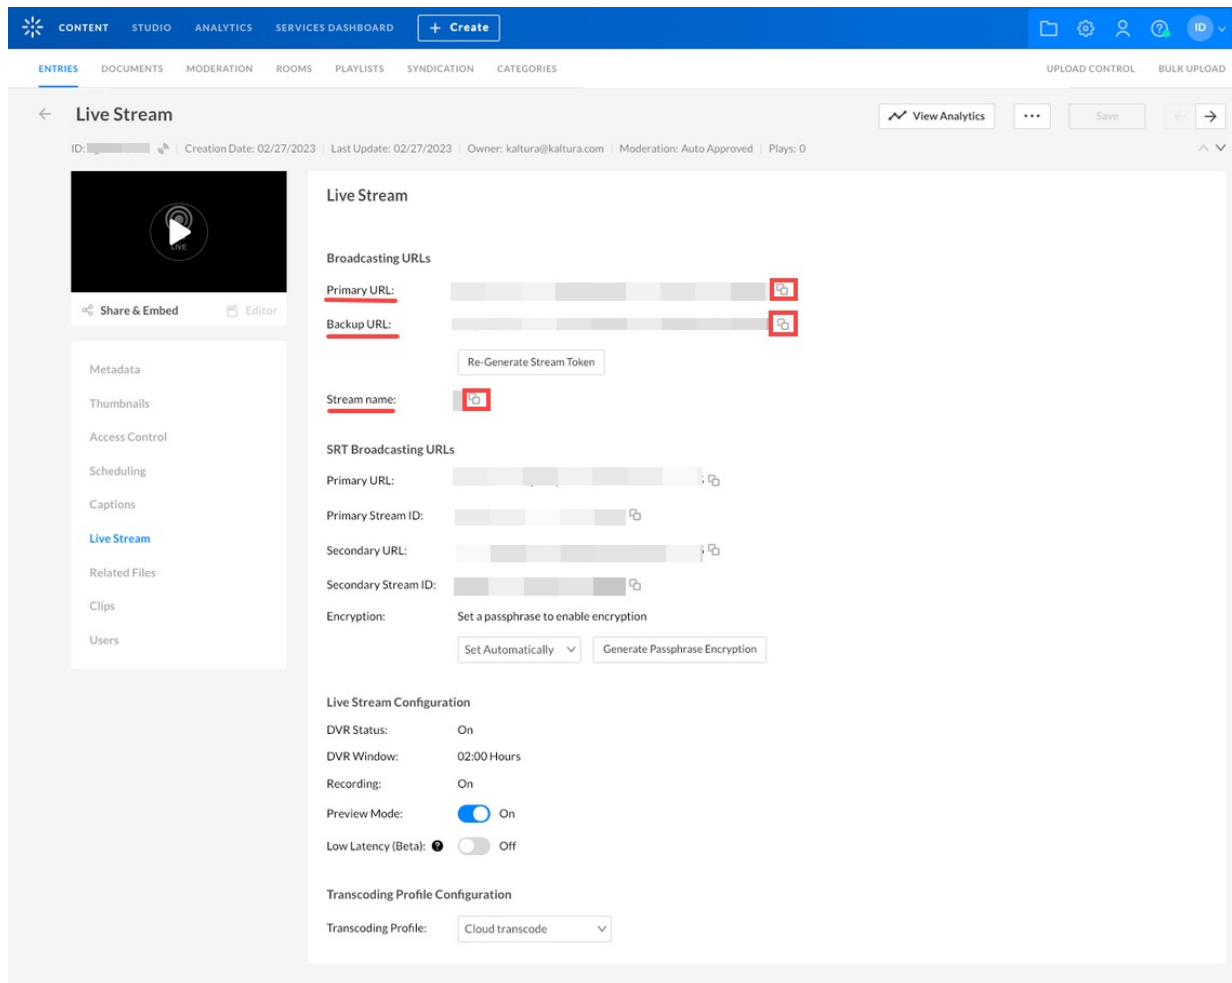 CONTENT STUDIO ANALYTICS SERVICES DASHBOARD + Create ID
ENTRIES DOCUMENTS MODERATION ROOMS PLAYLISTS SYNDICATION CATEGORIES UPLOAD CONTROL BULK UPLOAD
Live Stream View Analytics ... Save
ID: Creation Date: 02/27/2023 Last Update: 02/27/2023 Owner: kaltura@kaltura.com Moderation: Auto Approved Plays: 0
LIVE
Share & Embed Editor
Metadata
Thumbnails
Access Control
Scheduling
Captions
Live Stream
Related Files
Clips
Users
Live Stream
Broadcasting URLs
Primary URL:
Backup URL:
Re-Generate Stream Token
Stream name:
SRT Broadcasting URLs
Primary URL:
Primary Stream ID:
Secondary URL:
Secondary Stream ID:
Encryption: Set a passphrase to enable encryption
Set Automatically Generate Passphrase Encryption
Live Stream Configuration
DVR Status: On
DVR Window: 02:00 Hours
Recording: On
Preview Mode: On
Low Latency (Beta): ? Off
Transcoding Profile Configuration
Transcoding Profile: Cloud transcode